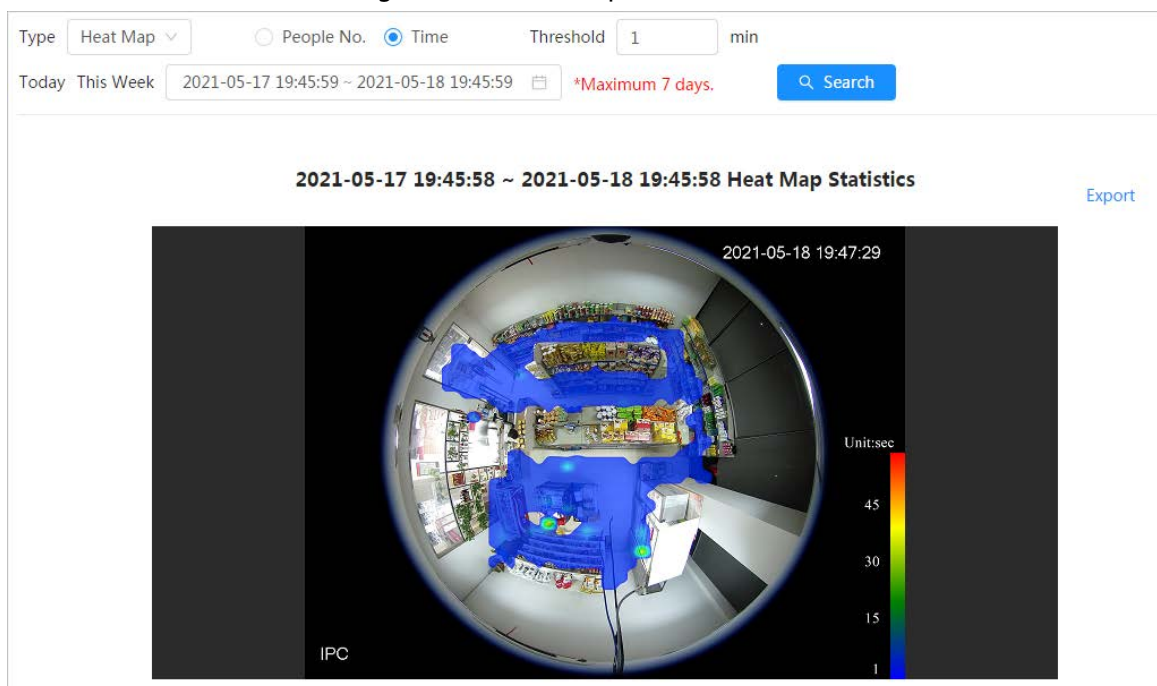 Type Heat Map People No. Time Threshold 1 min
Today This Week 2021-05-17 19:45:59 ~ 2021-05-18 19:45:59 *Maximum 7 days. Search
2021-05-17 19:45:58 ~ 2021-05-18 19:45:58 Heat Map Statistics
Export
2021-05-18 19:47:29
Unit:sec
45
30
15
1
IPC